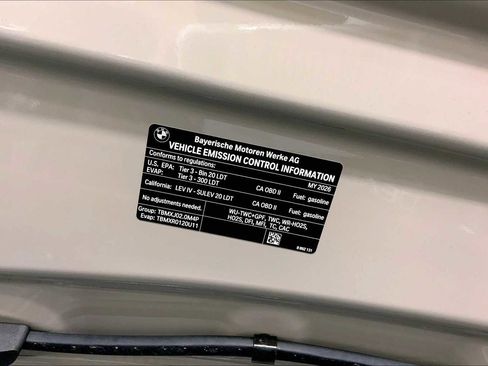 BMW
Bayerische Motoren Werke AG
VEHICLE EMISSION CONTROL INFORMATION
Conforms to regulations: MY 2026
U.S. EPA: Tier 3 - Bin 20 LDT CA OBD II Fuel: gasoline
EVAP: Tier 3 - 300 LDT
California: LEV IV - SULEV 20 LDT CA OBD II Fuel: gasoline
No adjustments needed.
Group: TBMXJ02.0M4P WU-TWC+GPF, TWC, WR-HO2S,
Evap: TBMXR0120U11 HO2S, DFI, MFI, TC, CAC